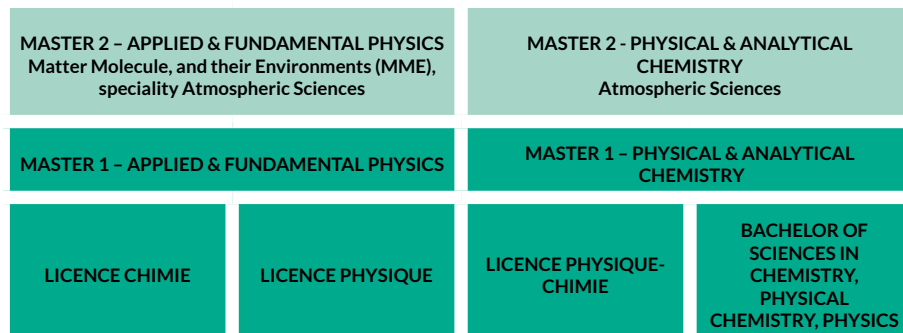 MASTER 2 – APPLIED & FUNDAMENTAL PHYSICS
Matter Molecule, and their Environments (MME),
speciality Atmospheric Sciences
MASTER 2 - PHYSICAL & ANALYTICAL
CHEMISTRY
Atmospheric Sciences
MASTER 1 – APPLIED & FUNDAMENTAL PHYSICS
MASTER 1 – PHYSICAL & ANALYTICAL
CHEMISTRY
LICENCE CHIMIE
LICENCE PHYSIQUE
LICENCE PHYSIQUE-
CHIMIE
BACHELOR OF
SCIENCES IN
CHEMISTRY,
PHYSICAL
CHEMISTRY, PHYSICS